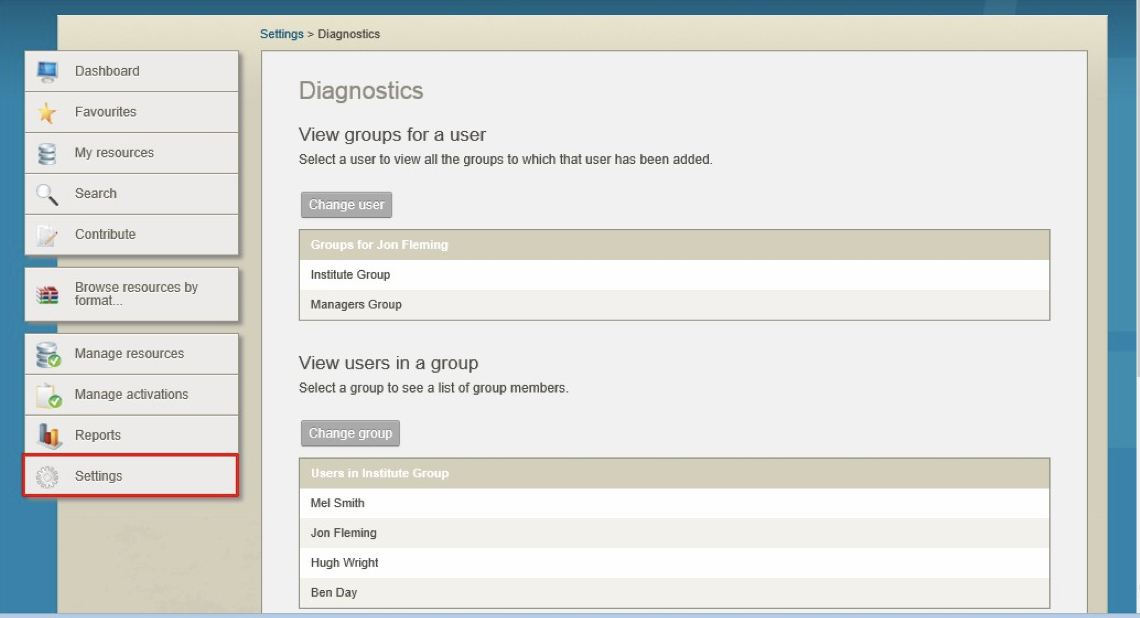 Settings > Diagnostics
Dashboard
Favourites
My resources
Search
Contribute
Browse resources by
format...
Manage resources
Manage activations
Reports
Settings
Diagnostics
View groups for a user
Select a user to view all the groups to which that user has been added.
Change user
Groups for Jon Fleming
Institute Group
Managers Group
View users in a group
Select a group to see a list of group members.
Change group
Users in Institute Group
Mel Smith
Jon Fleming
Hugh Wright
Ben Day